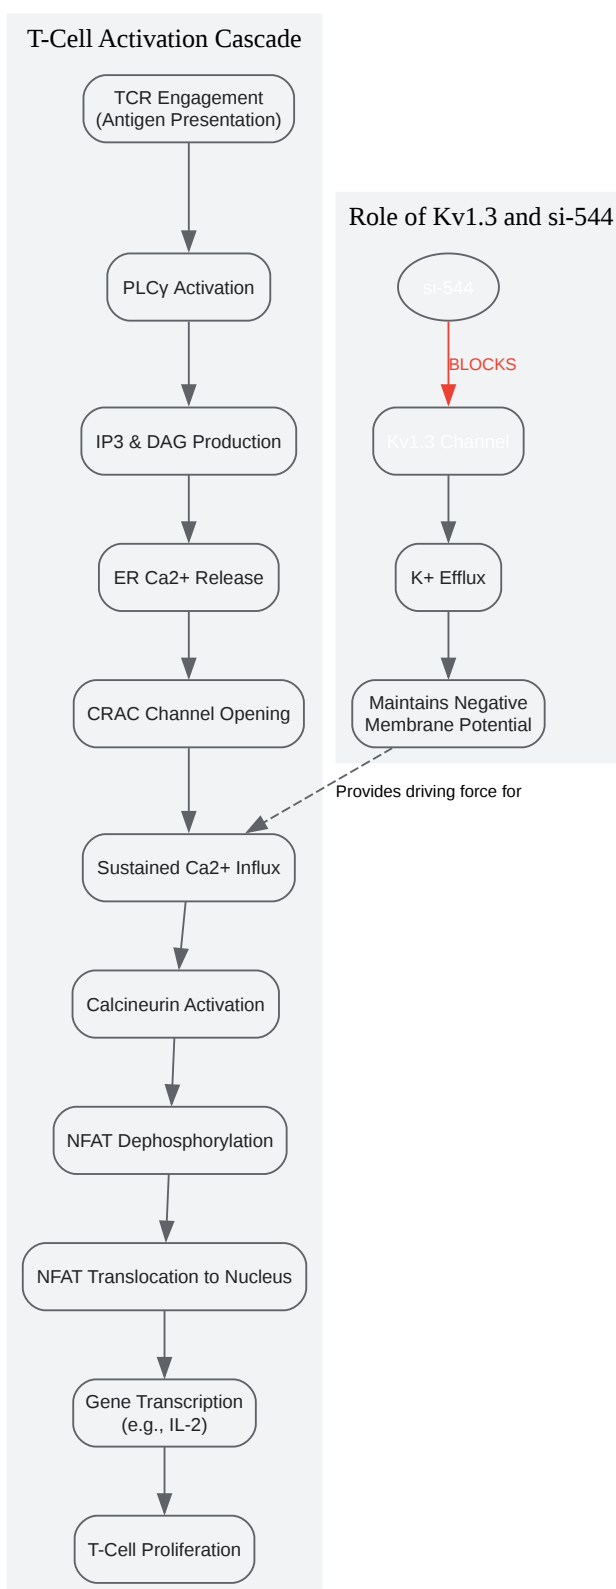 T-Cell Activation Cascade
TCR Engagement
(Antigen Presentation)
PLCγ Activation
IP3 & DAG Production
ER Ca2+ Release
CRAC Channel Opening
Sustained Ca2+ Influx
Calcineurin Activation
NFAT Dephosphorylation
NFAT Translocation to Nucleus
Gene Transcription
(e.g., IL-2)
T-Cell Proliferation
Role of Kv1.3 and si-544
si-544
BLOCKS
Kv1.3 Channel
K+ Efflux
Maintains Negative
Membrane Potential
Provides driving force for